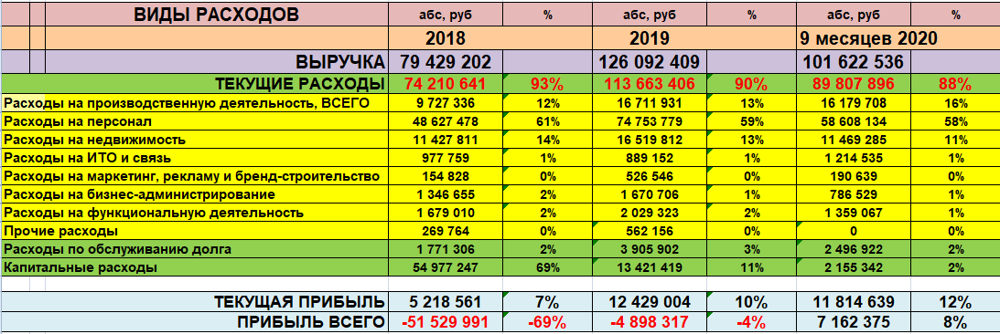 ВИДЫ РАСХОДОВ абс, руб % абс, руб % абс, руб %
2018 2019 9 месяцев 2020
ВЫРУЧКА 79 429 202 126 092 409 101 622 536
ТЕКУЩИЕ РАСХОДЫ 74 210 641 93% 113 663 406 90% 89 807 896 88%
Расходы на производственную деятельность, ВСЕГО 9 727 336 12% 16 711 931 13% 16 179 708 16%
Расходы на персонал 48 627 478 61% 74 753 779 59% 58 608 134 58%
Расходы на недвижимость 11 427 811 14% 16 519 812 13% 11 469 285 11%
Расходы на ИТО и связь 977 759 1% 889 152 1% 1 214 535 1%
Расходы на маркетинг, рекламу и бренд-строительство 154 828 0% 526 546 0% 190 639 0%
Расходы на бизнес-администрирование 1 346 655 2% 1 670 706 1% 786 529 1%
Расходы на функциональную деятельность 1 679 010 2% 2 029 323 2% 1 359 067 1%
Прочие расходы 269 764 0% 562 156 0% 0 0%
Расходы по обслуживанию долга 1 771 306 2% 3 905 902 3% 2 496 922 2%
Капитальные расходы 54 977 247 69% 13 421 419 11% 2 155 342 2%
ТЕКУЩАЯ ПРИБЫЛЬ 5 218 561 7% 12 429 004 10% 11 814 639 12%
ПРИБЫЛЬ ВСЕГО -51 529 991 -69% -4 898 317 -4% 7 162 375 8%